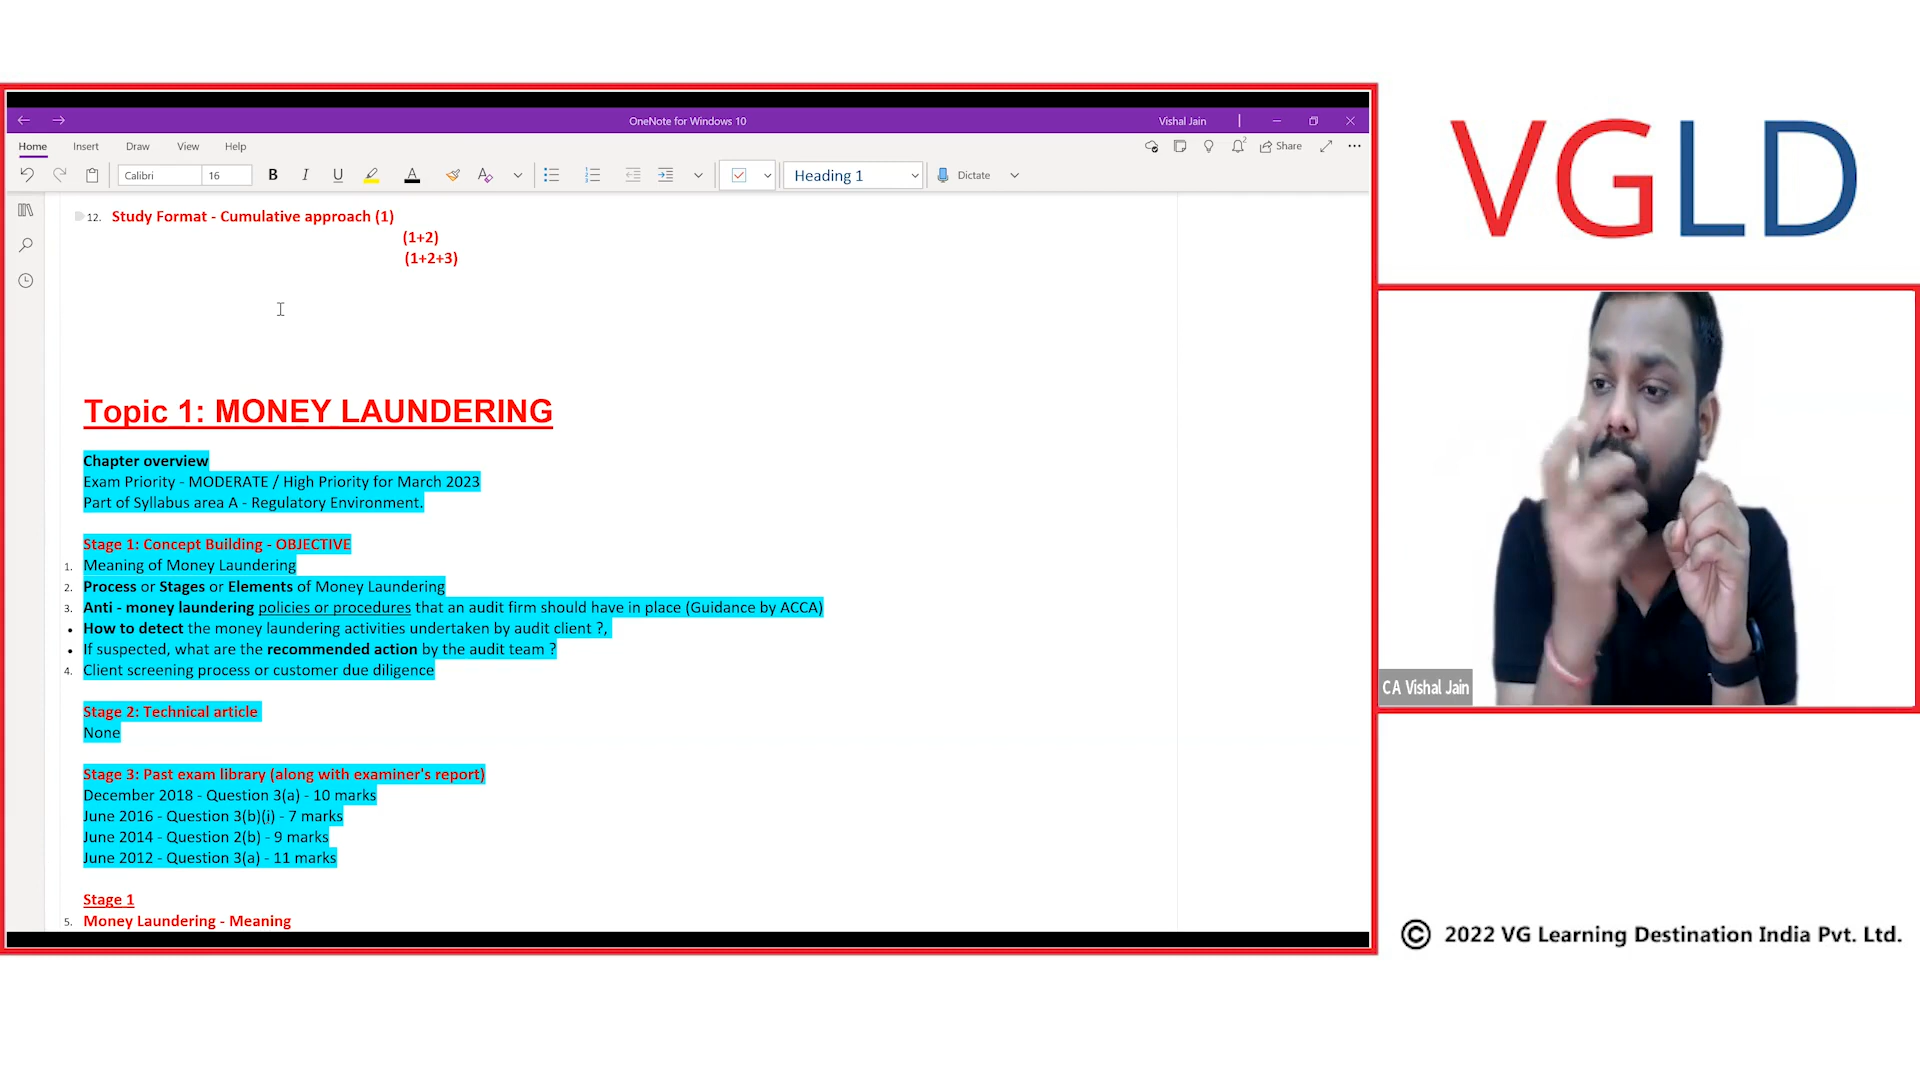 OneNote for Windows 10
Vishal Jain
Home Insert Draw View Help
Share
Calibri 16 B I U A Heading 1 Dictate
12. Study Format - Cumulative approach (1)
(1+2)
(1+2+3)
Topic 1: MONEY LAUNDERING
Chapter overview
Exam Priority - MODERATE / High Priority for March 2023
Part of Syllabus area A - Regulatory Environment.
Stage 1: Concept Building - OBJECTIVE
1. Meaning of Money Laundering
2. Process or Stages or Elements of Money Laundering
3. Anti - money laundering policies or procedures that an audit firm should have in place (Guidance by ACCA)
• How to detect the money laundering activities undertaken by audit client ?,
• If suspected, what are the recommended action by the audit team ?
4. Client screening process or customer due diligence
Stage 2: Technical article
None
Stage 3: Past exam library (along with examiner's report)
December 2018 - Question 3(a) - 10 marks
June 2016 - Question 3(b)(i) - 7 marks
June 2014 - Question 2(b) - 9 marks
June 2012 - Question 3(a) - 11 marks
Stage 1
5. Money Laundering - Meaning
VGLD
CA Vishal Jain
© 2022 VG Learning Destination India Pvt. Ltd.